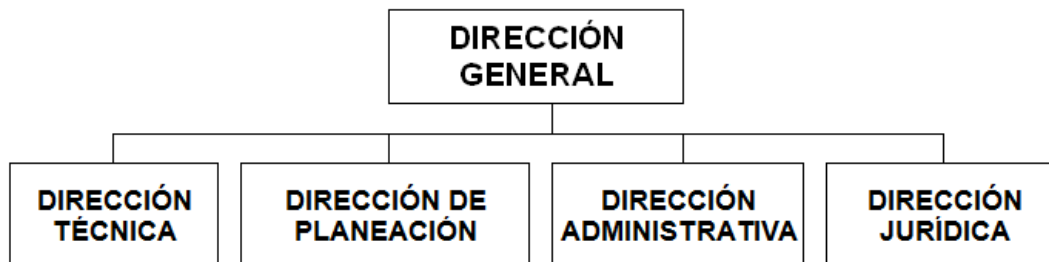 DIRECCIÓN
GENERAL
DIRECCIÓN
TÉCNICA
DIRECCIÓN DE
PLANEACIÓN
DIRECCIÓN
ADMINISTRATIVA
DIRECCIÓN
JURÍDICA